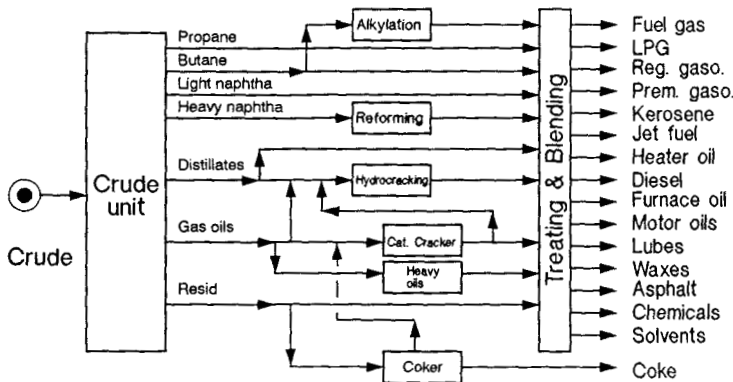 Crude
Crude
unit
Propane
Butane
Light naphtha
Heavy naphtha
Distillates
Gas oils
Resid
Alkylation
Reforming
Hydrocracking
Cat. Cracker
Heavy
oils
Coker
Treating & Blending
Fuel gas
LPG
Reg. gaso.
Prem. gaso.
Kerosene
Jet fuel
Heater oil
Diesel
Furnace oil
Motor oils
Lubes
Waxes
Asphalt
Chemicals
Solvents
Coke